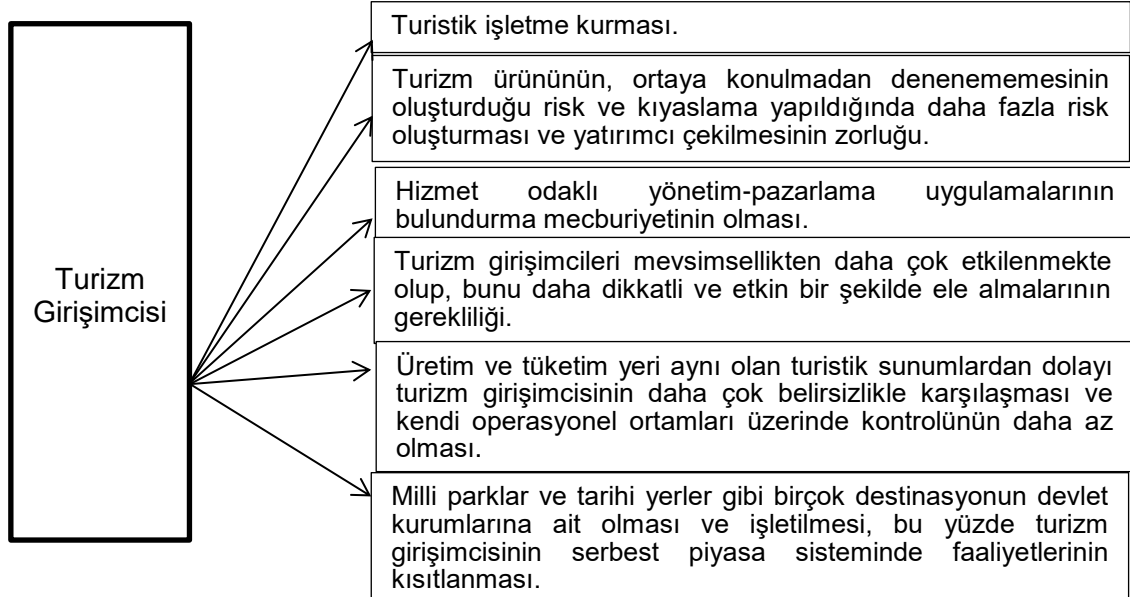 Turizm
Girişimcisi
Turistik işletme kurması.
Turizm ürününün, ortaya konulmadan denenememesinin
oluşturduğu risk ve kıyaslama yapıldığında daha fazla risk
oluşturması ve yatırımcı çekilmesinin zorluğu.
Hizmet odaklı yönetim-pazarlama uygulamalarının
bulundurma mecburiyetinin olması.
Turizm girişimcileri mevsimsellikten daha çok etkilenmekte
olup, bunu daha dikkatli ve etkin bir şekilde ele almalarının
gerekliliği.
Üretim ve tüketim yeri aynı olan turistik sunumlardan dolayı
turizm girişimcisinin daha çok belirsizlikle karşılaşması ve
kendi operasyonel ortamları üzerinde kontrolünün daha az
olması.
Milli parklar ve tarihi yerler gibi birçok destinasyonun devlet
kurumlarına ait olması ve işletilmesi, bu yüzde turizm
girişimcisinin serbest piyasa sisteminde faaliyetlerinin
kısıtlanması.